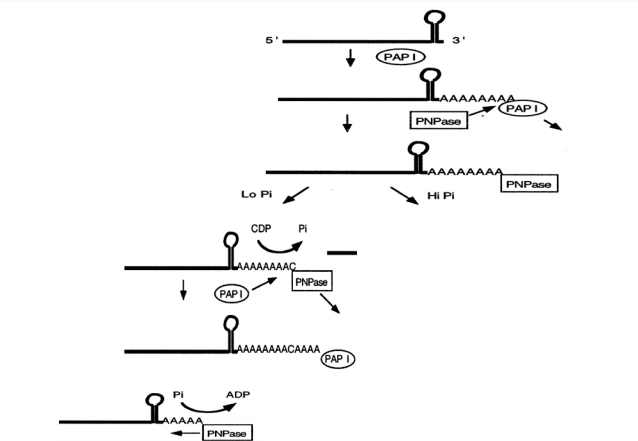 5' 3'
PAP I
AAAAAAAA
PNPase PAP I
AAAAAAAA
PNPase
Lo Pi Hi Pi
CDP Pi
AAAAAAAAC
PAP I PNPase
AAAAAAAACAAAA
PAP I
Pi ADP
AAAAA
PNPase